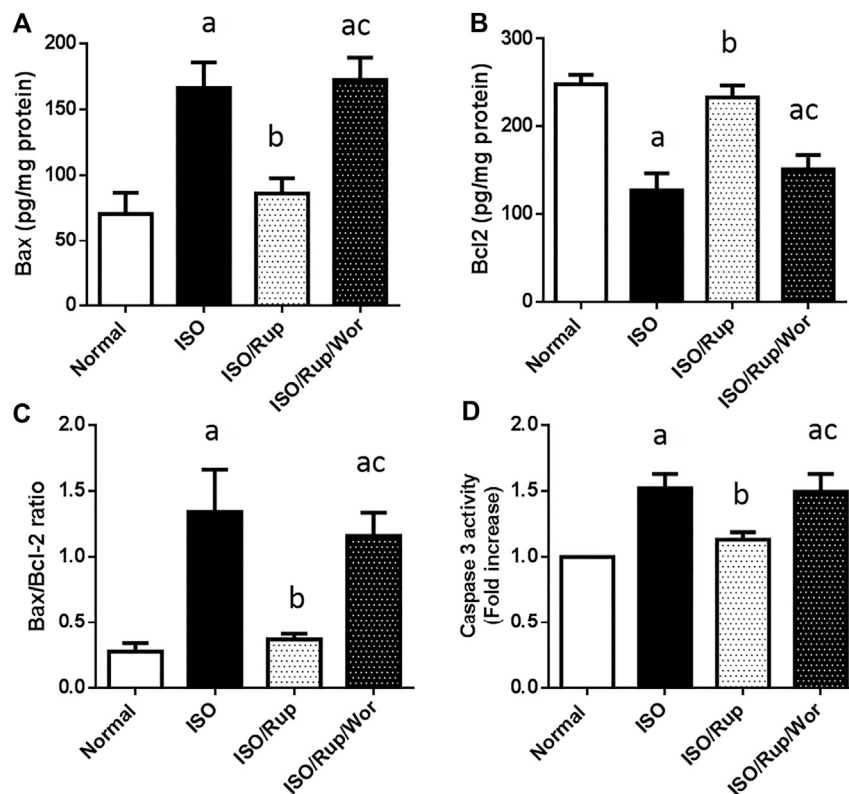 A
Bax (pg/mg protein)
200
150
100
50
0
a
b
ac
Normal
ISO
ISO/Rup
ISO/Rup/Wor
B
Bcl2 (pg/mg protein)
300
200
100
0
a
b
ac
Normal
ISO
ISO/Rup
ISO/Rup/Wor
C
Bax/Bcl-2 ratio
2.0
1.5
1.0
0.5
0.0
a
b
ac
Normal
ISO
ISO/Rup
ISO/Rup/Wor
D
Caspase 3 activity
(Fold increase)
2.0
1.5
1.0
0.5
0.0
a
b
ac
Normal
ISO
ISO/Rup
ISO/Rup/Wor